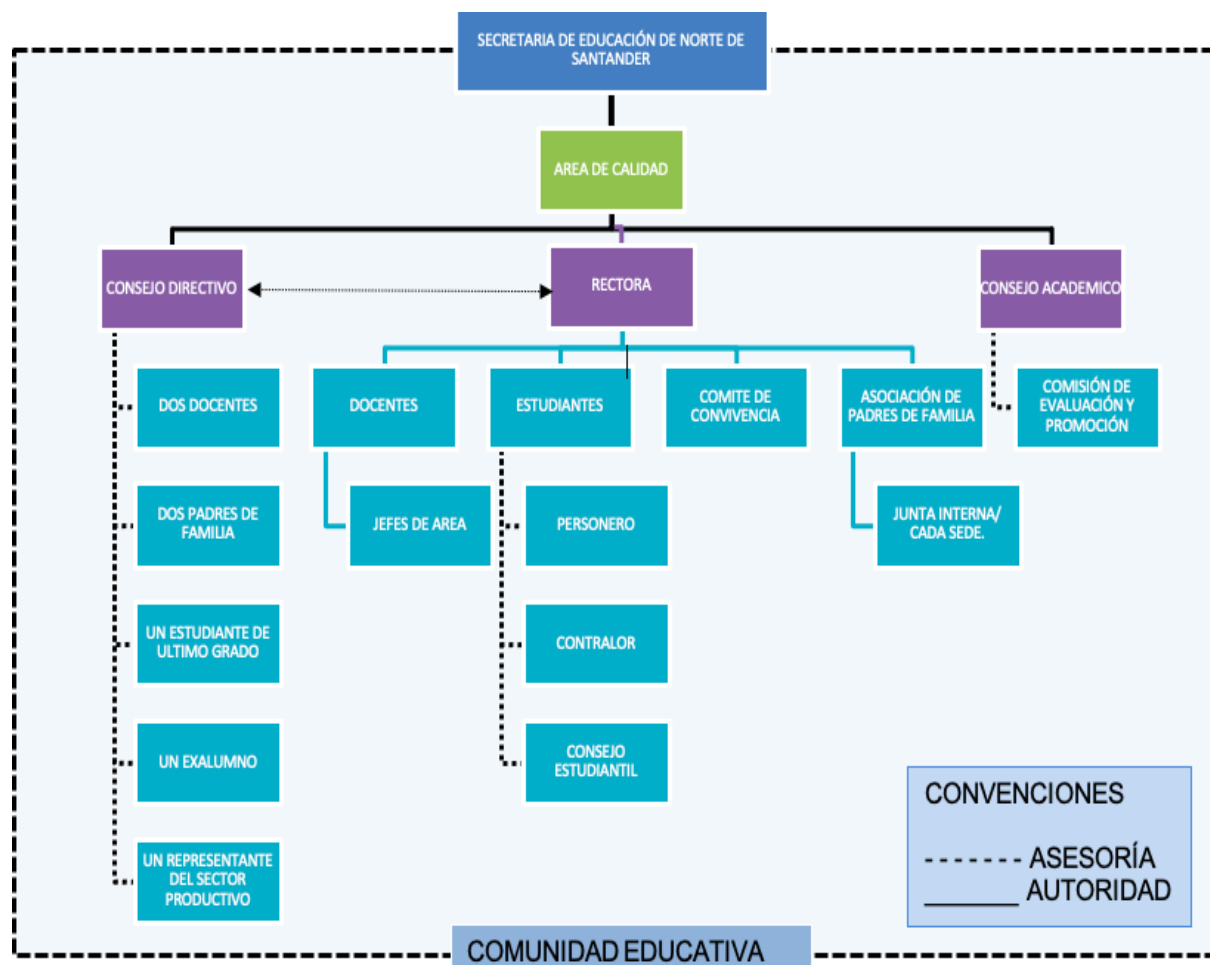 SECRETARIA DE EDUCACIÓN DE NORTE DE
SANTANDER
AREA DE CALIDAD
CONSEJO DIRECTIVO
RECTORA
CONSEJO ACADEMICO
DOS DOCENTES
DOCENTES
ESTUDIANTES
COMITE DE
CONVIVENCIA
ASOCIACIÓN DE
PADRES DE FAMILIA
COMISIÓN DE
EVALUACIÓN Y
PROMOCIÓN
DOS PADRES DE
FAMILIA
JEFES DE AREA
PERSONERO
JUNTA INTERNA/
CADA SEDE.
UN ESTUDIANTE DE
ULTIMO GRADO
CONTRALOR
UN EXALUMNO
CONSEJO
ESTUDIANTIL
UN REPRESENTANTE
DEL SECTOR
PRODUCTIVO
CONVENCIONES
ASESORÍA
AUTORIDAD
COMUNIDAD EDUCATIVA